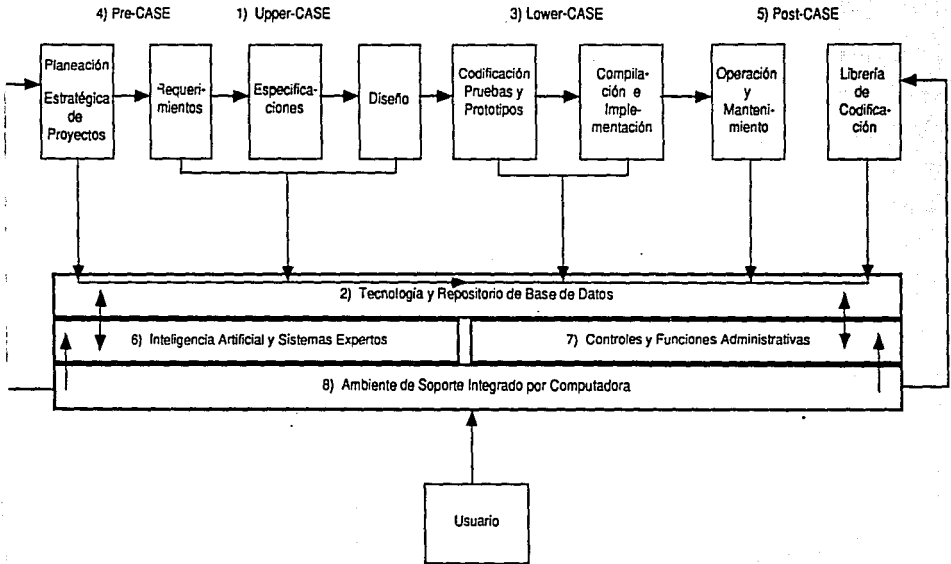 4) Pre-CASE
1) Upper-CASE
3) Lower-CASE
5) Post-CASE
Planeación
Estratégica
de
Proyectos
Requeri-
mientos
Especifica-
ciones
Diseño
Codificación
Pruebas y
Prototipos
Compila-
ción e
Imple-
mentación
Operación
y
Manteni-
miento
Librería
de
Codifi-
cación
2) Tecnología y Repositorio de Base de Datos
6) Inteligencia Artificial y Sistemas Expertos
7) Controles y Funciones Administrativas
8) Ambiente de Soporte Integrado por Computadora
Usuario